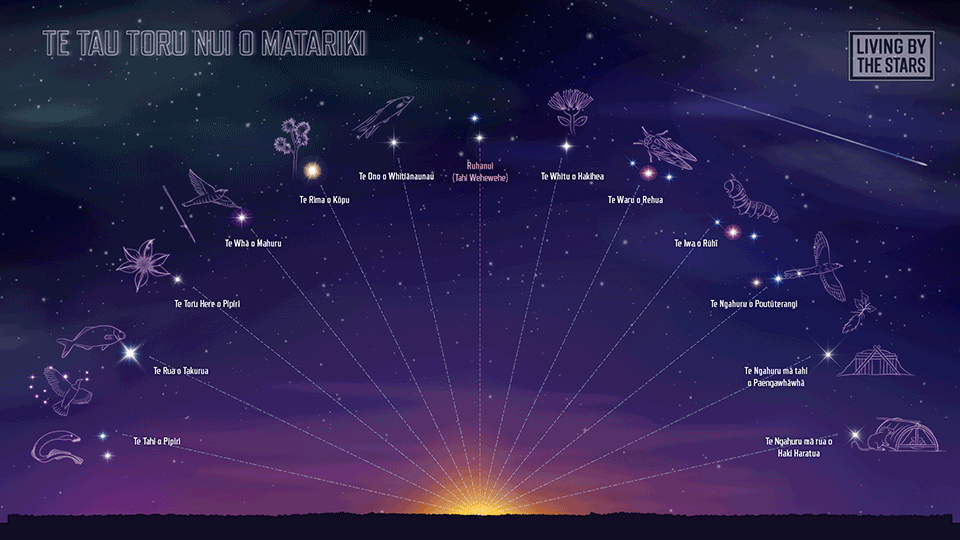 TE TAU TORU NUI O MATARIKI
LIVING BY
THE STARS
Te Tahi o Pipiri
Te Rua o Takurua
Te Toru Here o Pipiri
Te Whā o Mahuru
Te Rima o Kōpu
Te Ono o Whitiānaunaū
Ruhanui
(Tahi Wehewehe)
Te Whitu o Hakihea
Te Waru o Rehua
Te Iwa o Rūhī
Te Ngahuru o Poutūterangi
Te Ngahuru mā tahi
o Paengawhāwhā
Te Ngahuru mā rua o
Haki Haratua